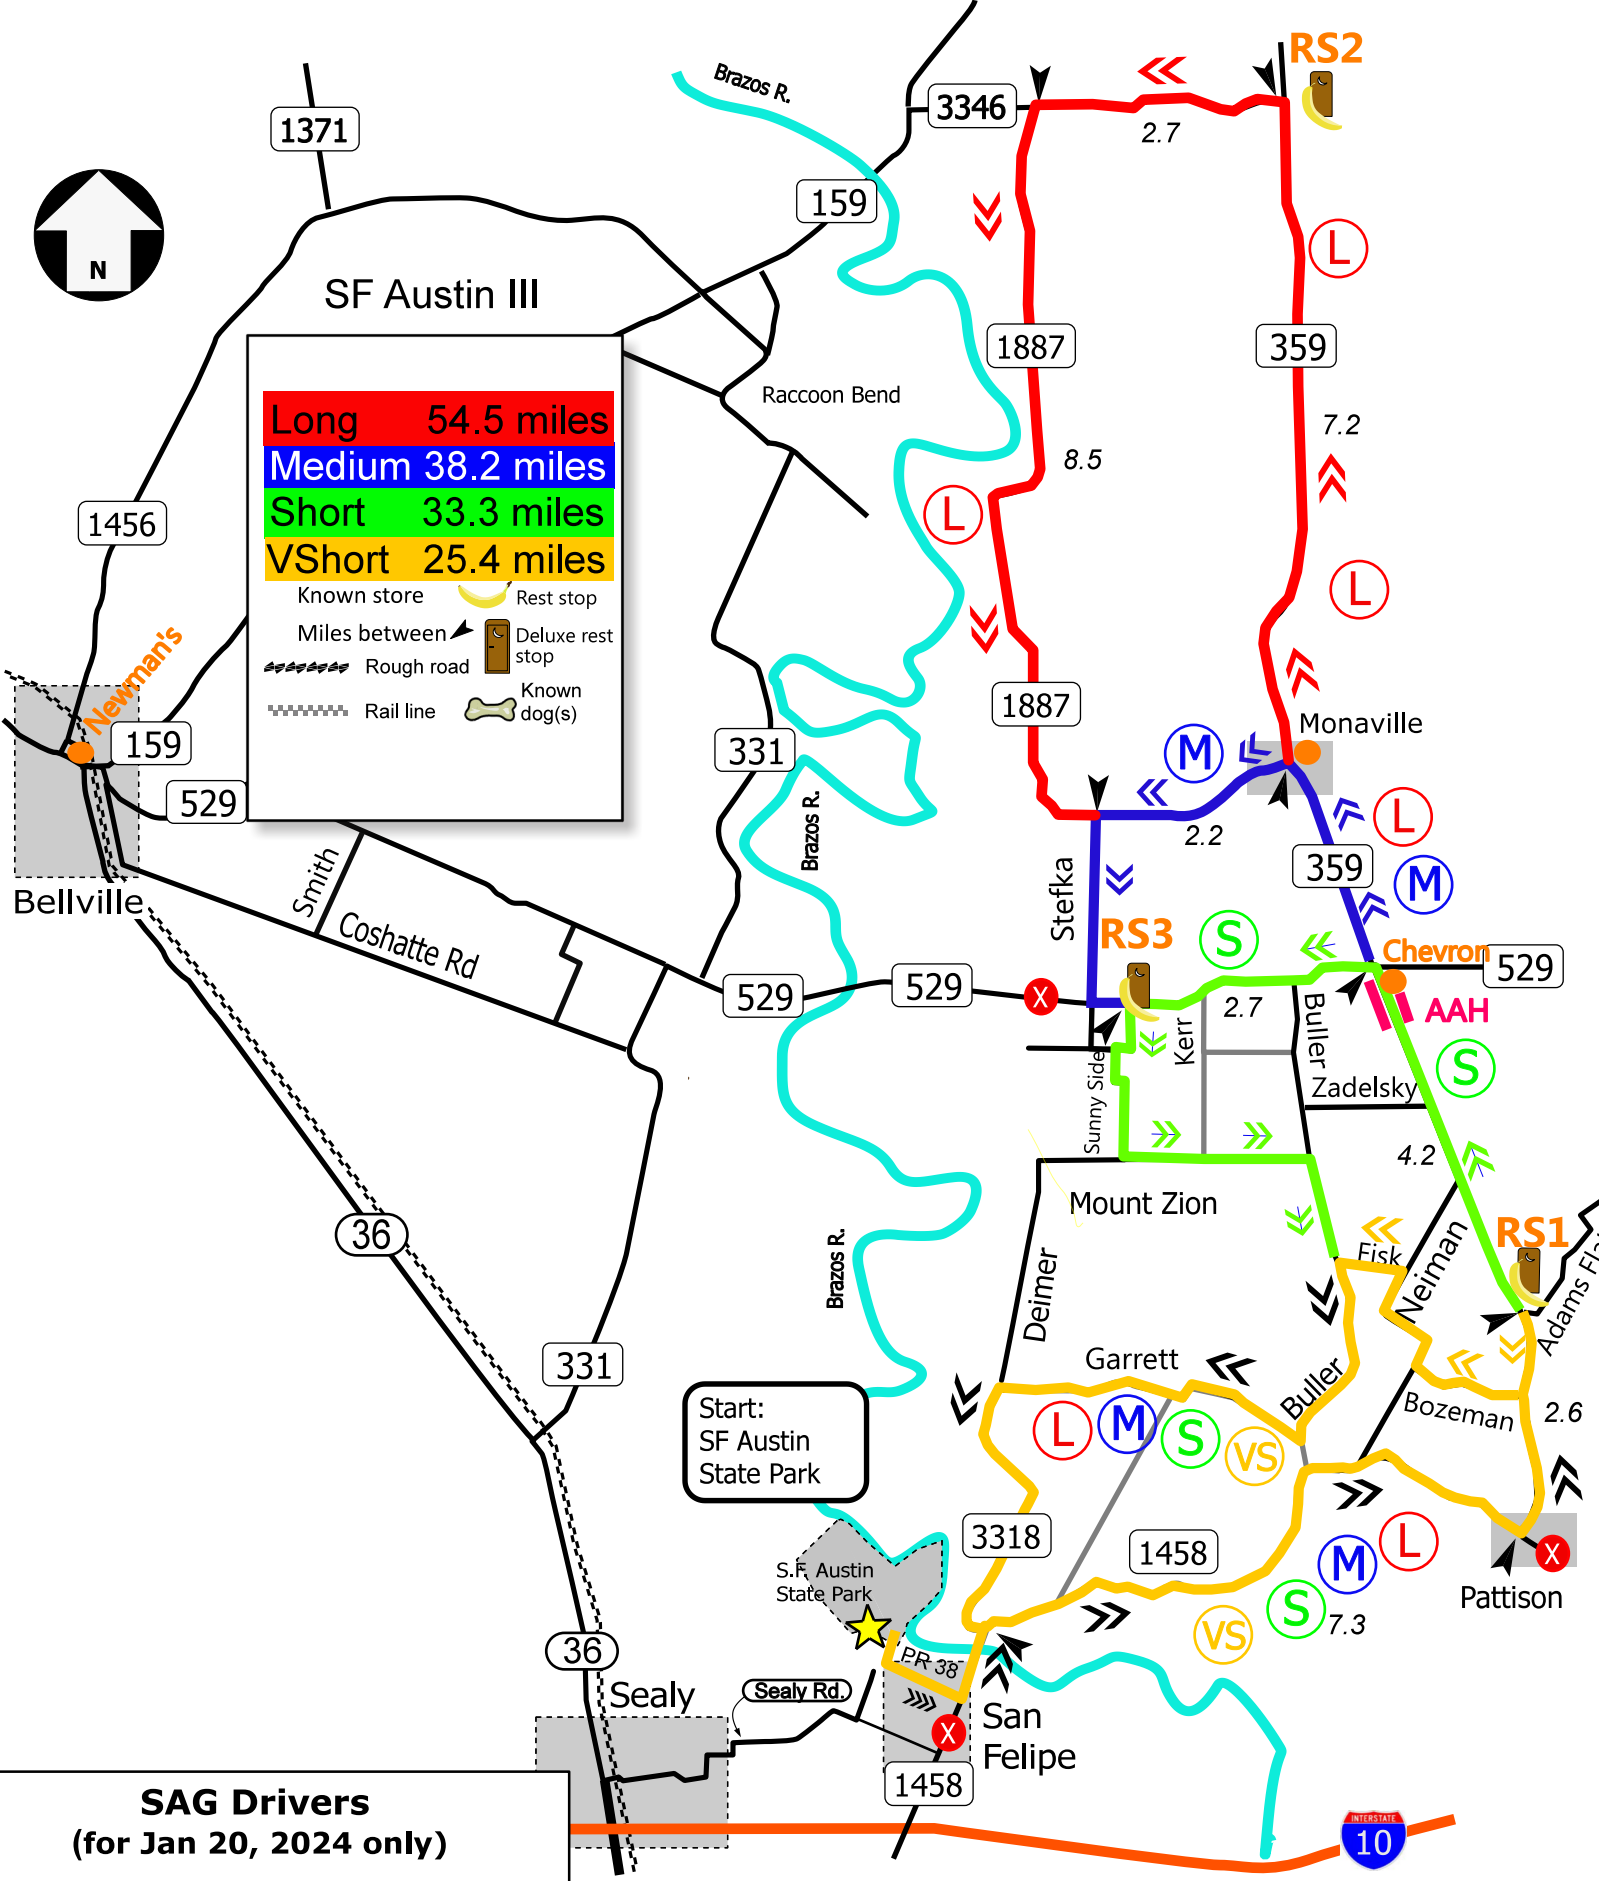 RS2
Brazos R.
3346
1371
2.7
159
L
N
SF Austin III
1887
359
Raccoon Bend
Long 54.5 miles
7.2
Medium 38.2 miles
8.5
Short 33.3 miles
L
1456
VShort 25.4 miles
Known store
Rest stop
L
Miles between
Deluxe rest
stop
Rough road
Newman's
Known
dog(s)
Rail line
1887
Monaville
159
331
M
529
Brazos R.
2.2
L
Smith
Stefka
359
M
Bellville
Coshatte Rd
RS3
S
Chevron
529
529
529
X
2.7
Buller
AAH
Kerr
Sunny Side
Zadelsky
S
4.2
Mount Zion
36
Brazos R.
Deimer
Fisk
Neiman
RS1
Adams Fla
331
Garrett
Buller
Bozeman
2.6
Start:
SF Austin
State Park
L
M
S
VS
3318
1458
L
M
X
S.F. Austin
State Park
Pattison
S
7.3
VS
36
PR 38
Sealy
Sealy Rd.
San
Felipe
X
1458
SAG Drivers
(for Jan 20, 2024 only)
INTERSTATE
10